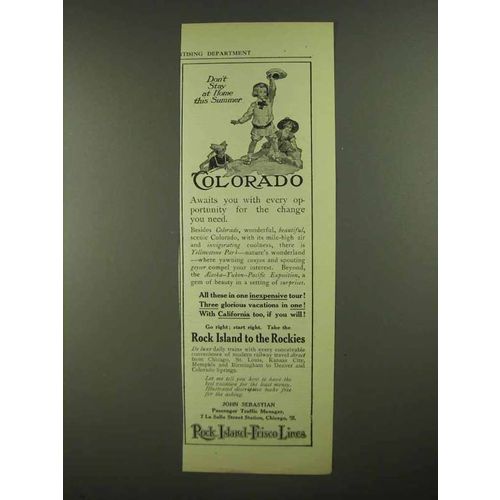 TISING DEPARTMENT
Don't
Stay
at Home
this Summer
COLORADO
Awaits you with every op-
portunity for the change
you need.
Besides Colorado, wonderful, beautiful,
scenic Colorado, with its mile-high air
and invigorating coolness, there is
Yellowstone Park—nature's wonderland
—where yawning canyon and spouting
geyser compel your interest. Beyond,
the Alaska-Yukon-Pacific Exposition, a
gem of beauty in a setting of surprises.
All these in one inexpensive tour!
Three glorious vacations in one!
With California too, if you will!
Go right; start right. Take the
Rock Island to the Rockies
De luxe daily trains with every conceivable
convenience of modern railway travel direct
from Chicago, St. Louis, Kansas City,
Memphis and Birmingham to Denver and
Colorado Springs.
Let me tell you how to have the
best vacation for the least money.
Illustrated descriptive books free
for the asking.
JOHN SEBASTIAN
Passenger Traffic Manager,
La Salle Street Station, Chicago, Ill.
Rock Island-Frisco Lines